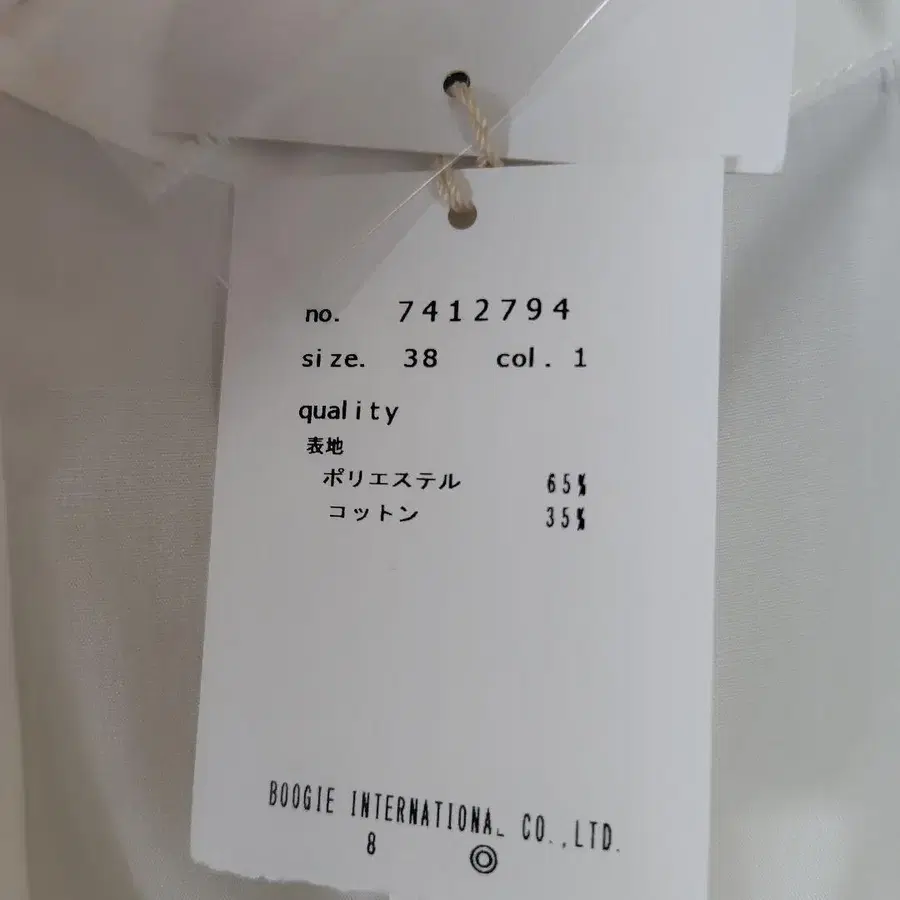 no. 7412794
size. 38 col. 1
quality
表地
ポリエステル 65%
コットン 35%
BOOGIE INTERNATIONAL CO.,LTD.
8 ◎